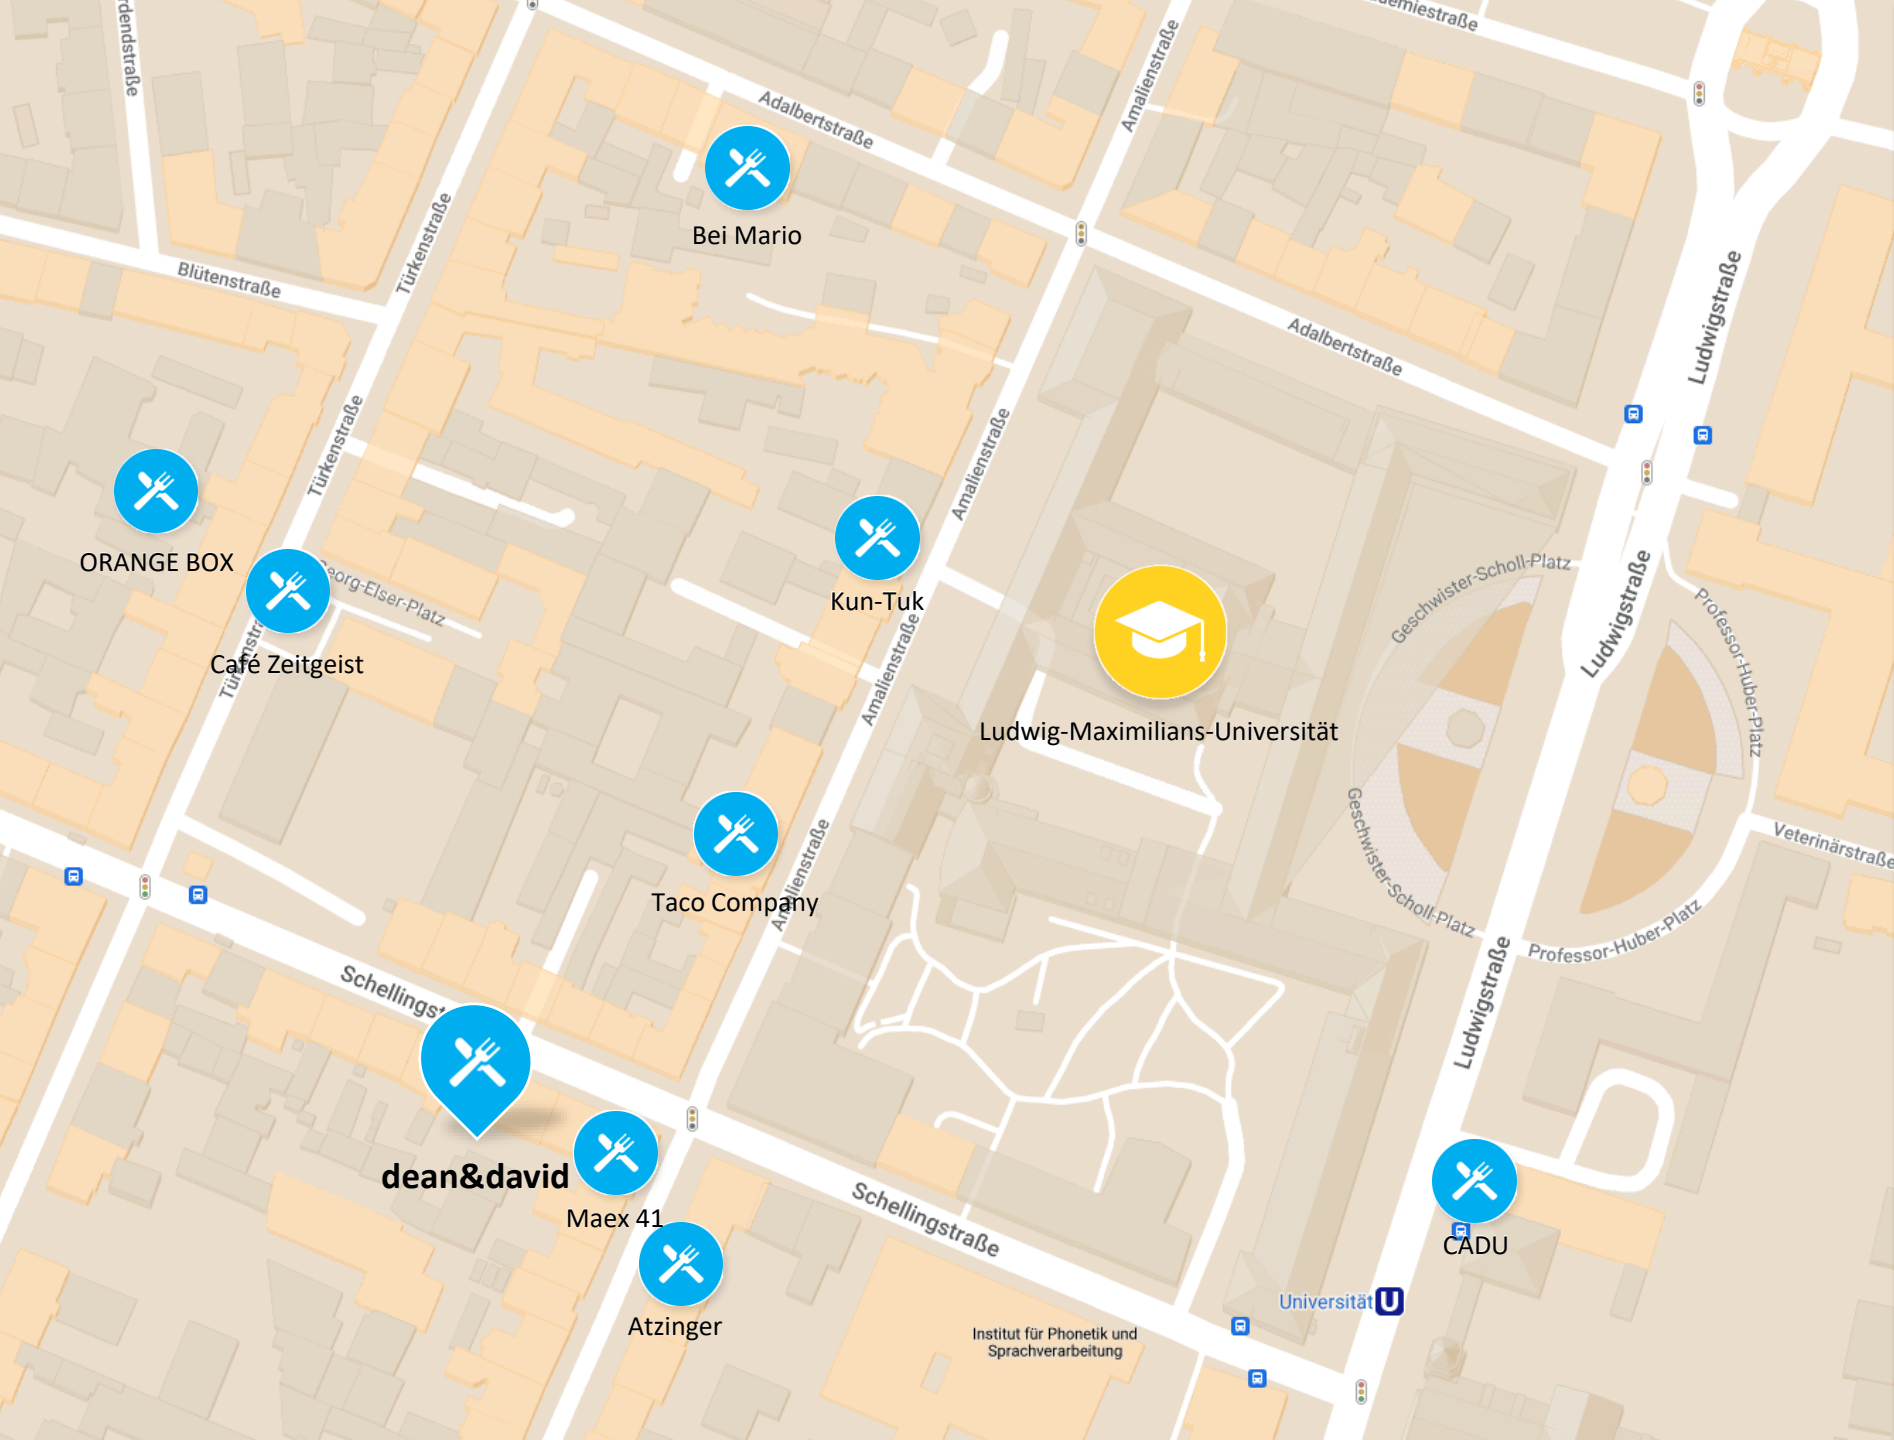 Adalbertstraße
Amalienstraße
Türkenstraße
Blütenstraße
Bei Mario
Adalbertstraße
Ludwigstraße
Türkenstraße
Amalienstraße
ORANGE BOX
Georg-Elser-Platz
Kun-Tuk
Geschwister-Scholl-Platz
Ludwigstraße
Professor-Huber-Platz
Café Zeitgeist
Amalienstraße
Ludwig-Maximilians-Universität
Geschwister-Scholl-Platz
Veterinärstraße
Taco Company
Amalienstraße
Professor-Huber-Platz
Ludwigstraße
dean&david
Maex 41
Schellingstraße
CADU
Atzinger
Universität U
Institut für Phonetik und
Sprachverarbeitung